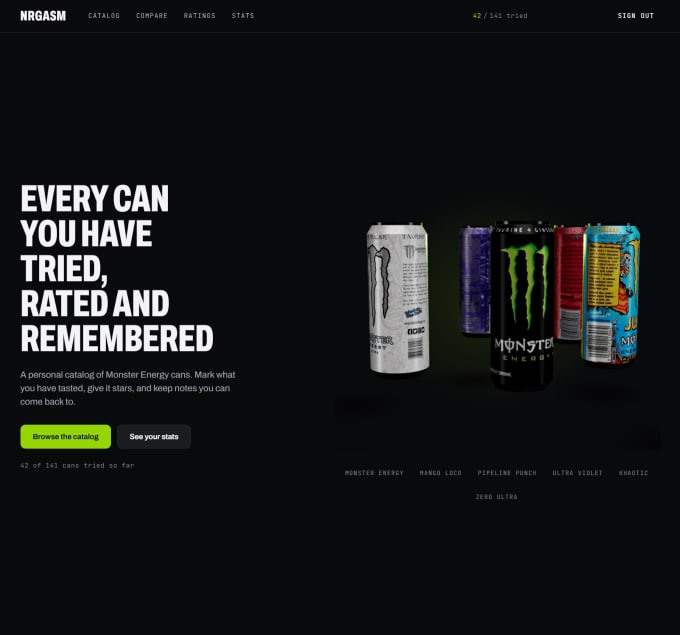 NRGASM
CATALOG COMPARE RATINGS STATS
42 / 141 tried
SIGN OUT
EVERY CAN
YOU HAVE
TRIED,
RATED AND
REMEMBERED
A personal catalog of Monster Energy cans. Mark what
you have tasted, give it stars, and keep notes you can
come back to.
Browse the catalog
See your stats
42 of 141 cans tried so far
MONSTER
ENERGY
MONSTER ENERGY MANGO LOCO PIPELINE PUNCH ULTRA VIOLET KHAOTIC
ZERO ULTRA